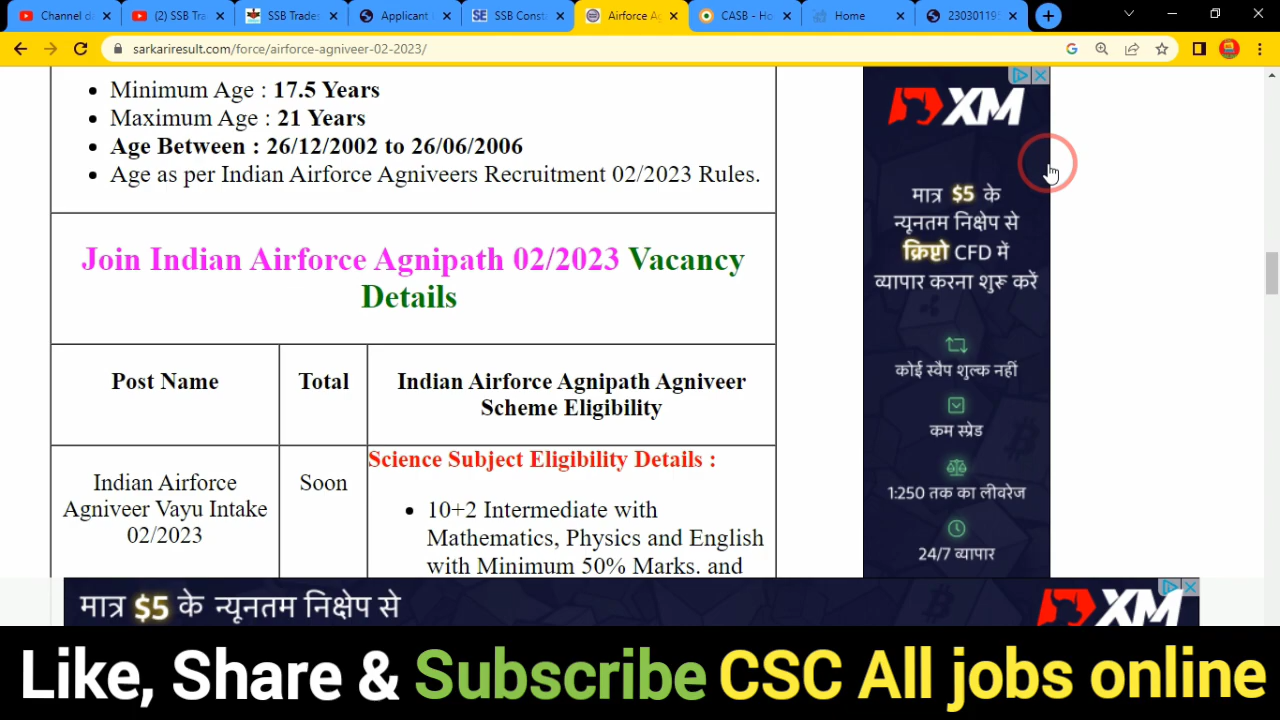 Channel da
(2) SSB Tra
SSB Trades
Applicant
SSB Const
Airforce Ag
CASB - Ho
Home
230301195
sarkariresult.com/force/airforce-agniveer-02-2023/
Minimum Age : 17.5 Years
Maximum Age : 21 Years
Age Between : 26/12/2002 to 26/06/2006
Age as per Indian Airforce Agniveers Recruitment 02/2023 Rules.
Join Indian Airforce Agnipath 02/2023 Vacancy
Details
Post Name
Total
Indian Airforce Agnipath Agniveer
Scheme Eligibility
Indian Airforce
Agniveer Vayu Intake
02/2023
Soon
Science Subject Eligibility Details :
10+2 Intermediate with
Mathematics, Physics and English
with Minimum 50% Marks. and
XM
मात्र $5 के
न्यूनतम निक्षेप से
क्रिप्टो CFD में
व्यापार करना शुरू करें
कोई स्वैप शुल्क नहीं
कम स्प्रेड
1:250 तक का लीवरेज
24/7 व्यापार
मात्र $5 के न्यूनतम निक्षेप से
XM
Like, Share & Subscribe CSC All jobs online